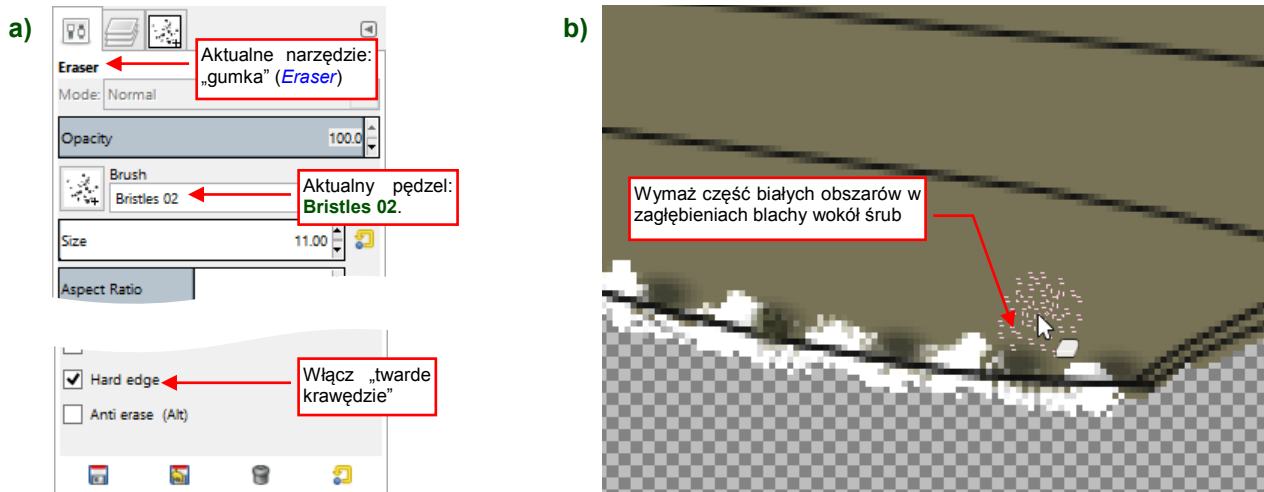 a)
Aktualne narzędzie:
„gumka” (Eraser)
Eraser
Mode: Normal
Opacity 100.0
Brush
Bristles 02
Aktualny pędzel:
Bristles 02.
Size 11.00
Aspect Ratio
Hard edge
Włącz „twarde
krawędzie”
Anti erase (Alt)
b)
Wymaż część białych obszarów w
zagłębieniach blachy wokół śrub